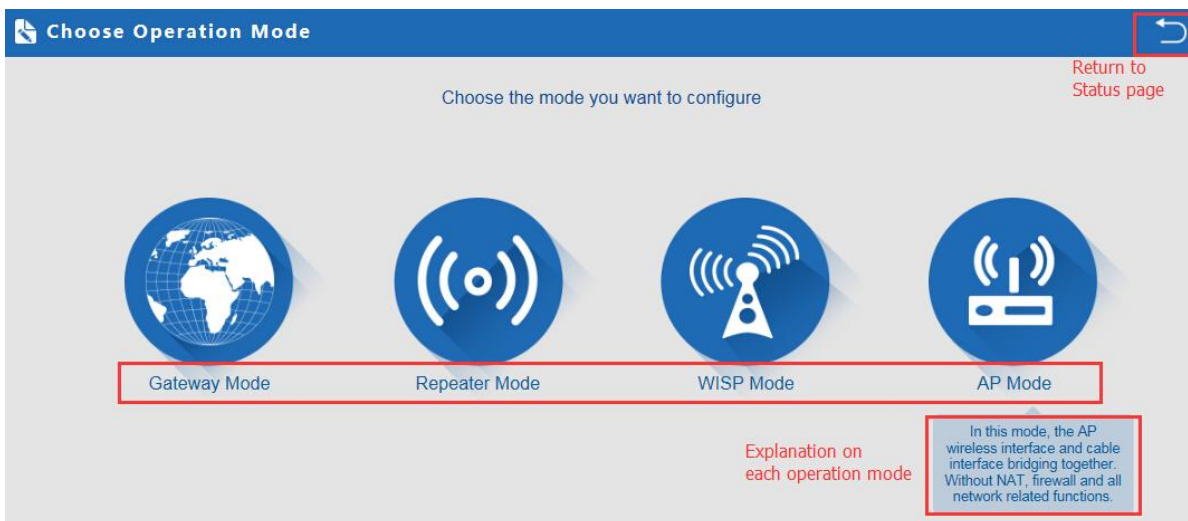 Choose Operation Mode
Return to
Status page
Choose the mode you want to configure
Gateway Mode
Repeater Mode
WISP Mode
AP Mode
Explanation on
each operation mode
In this mode, the AP
wireless interface and cable
interface bridging together.
Without NAT, firewall and all
network related functions.